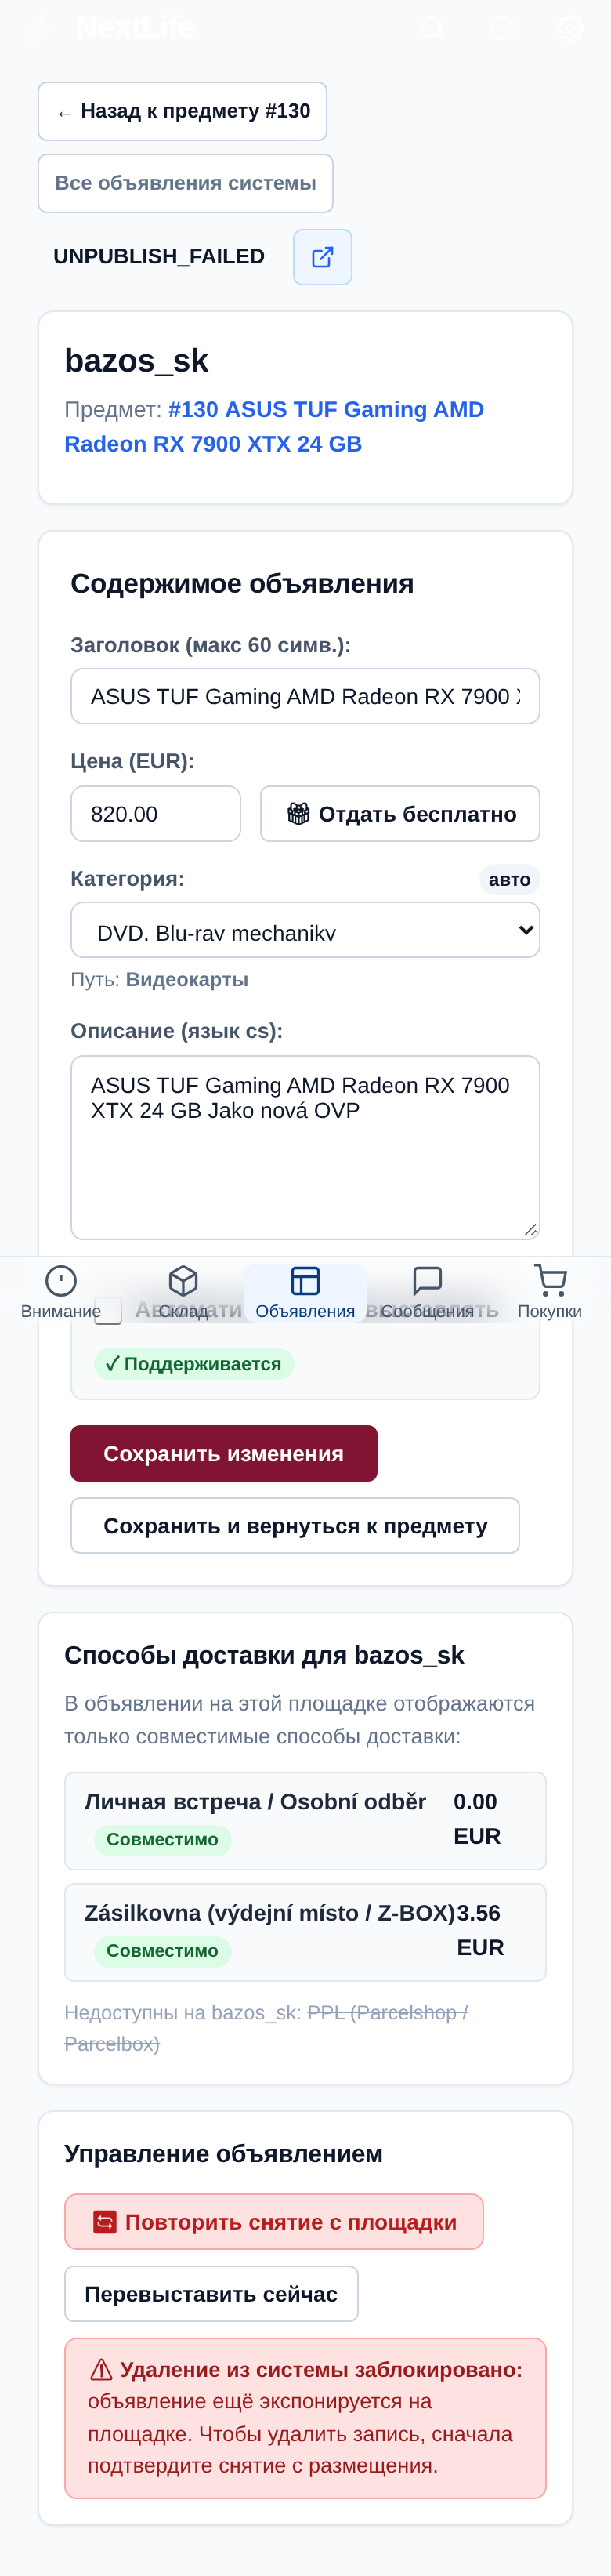 NextLife
← Назад к предмету #130
Все объявления системы
UNPUBLISH_FAILED
bazos_sk
Предмет: #130 ASUS TUF Gaming AMD
Radeon RX 7900 XTX 24 GB
Содержимое объявления
Заголовок (макс 60 симв.):
ASUS TUF Gaming AMD Radeon RX 7900
Цена (EUR):
820.00
Отдать бесплатно
Категория:
авто
DVD. Blu-rav mechanikv
Путь: Видеокарты
Описание (язык cs):
ASUS TUF Gaming AMD Radeon RX 7900
XTX 24 GB Jako nová OVP
Внимание
Склад
Объявления
Сообщения
Покупки
✓ Поддерживается
Сохранить изменения
Сохранить и вернуться к предмету
Способы доставки для bazos_sk
В объявлении на этой площадке отображаются
только совместимые способы доставки:
Личная встреча / Osobní odběr
0.00
EUR
Совместимо
Zásilkovna (výdejní místo / Z-BOX)
3.56
EUR
Совместимо
Недоступны на bazos_sk: PPL (Parcelshop /
Parcelbox)
Управление объявлением
Повторить снятие с площадки
Перевыставить сейчас
⚠ Удаление из системы заблокировано:
объявление ещё экспонируется на
площадке. Чтобы удалить запись, сначала
подтвердите снятие с размещения.